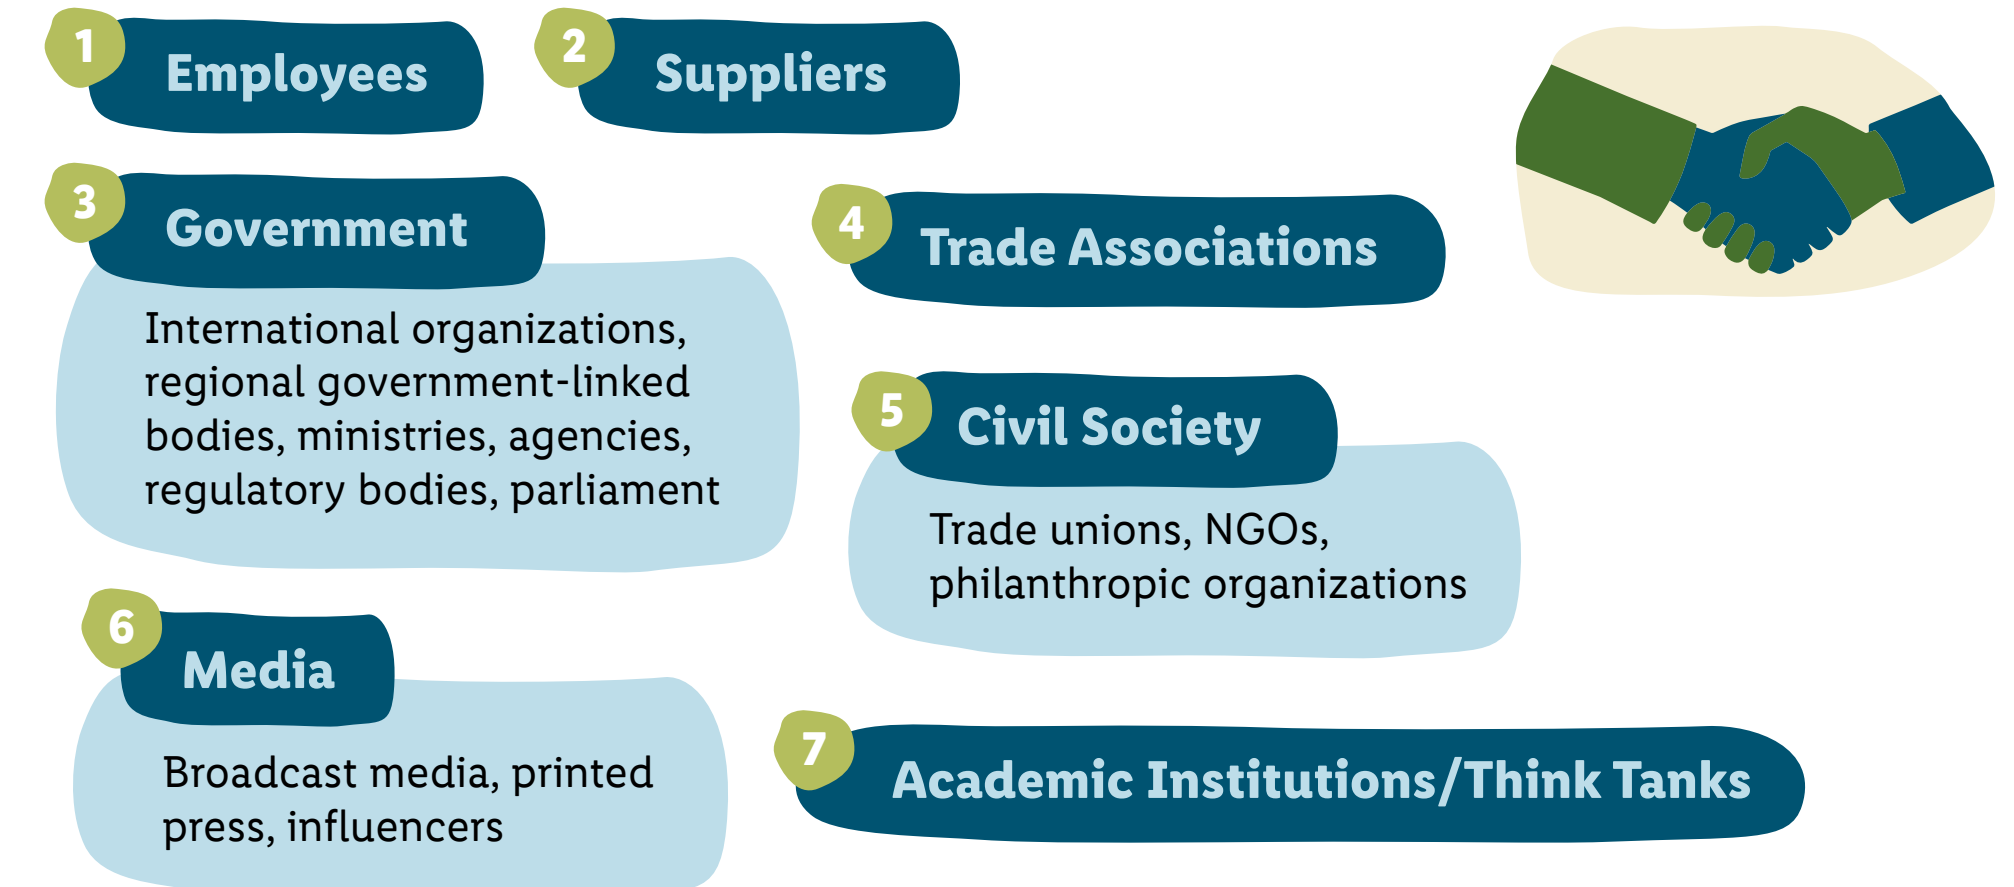 1
Employees
2
Suppliers
3
Government
International organizations,
regional government-linked
bodies, ministries, agencies,
regulatory bodies, parliament
4
Trade Associations
5
Civil Society
Trade unions, NGOs,
philanthropic organizations
6
Media
Broadcast media, printed
press, influencers
7
Academic Institutions/Think Tanks